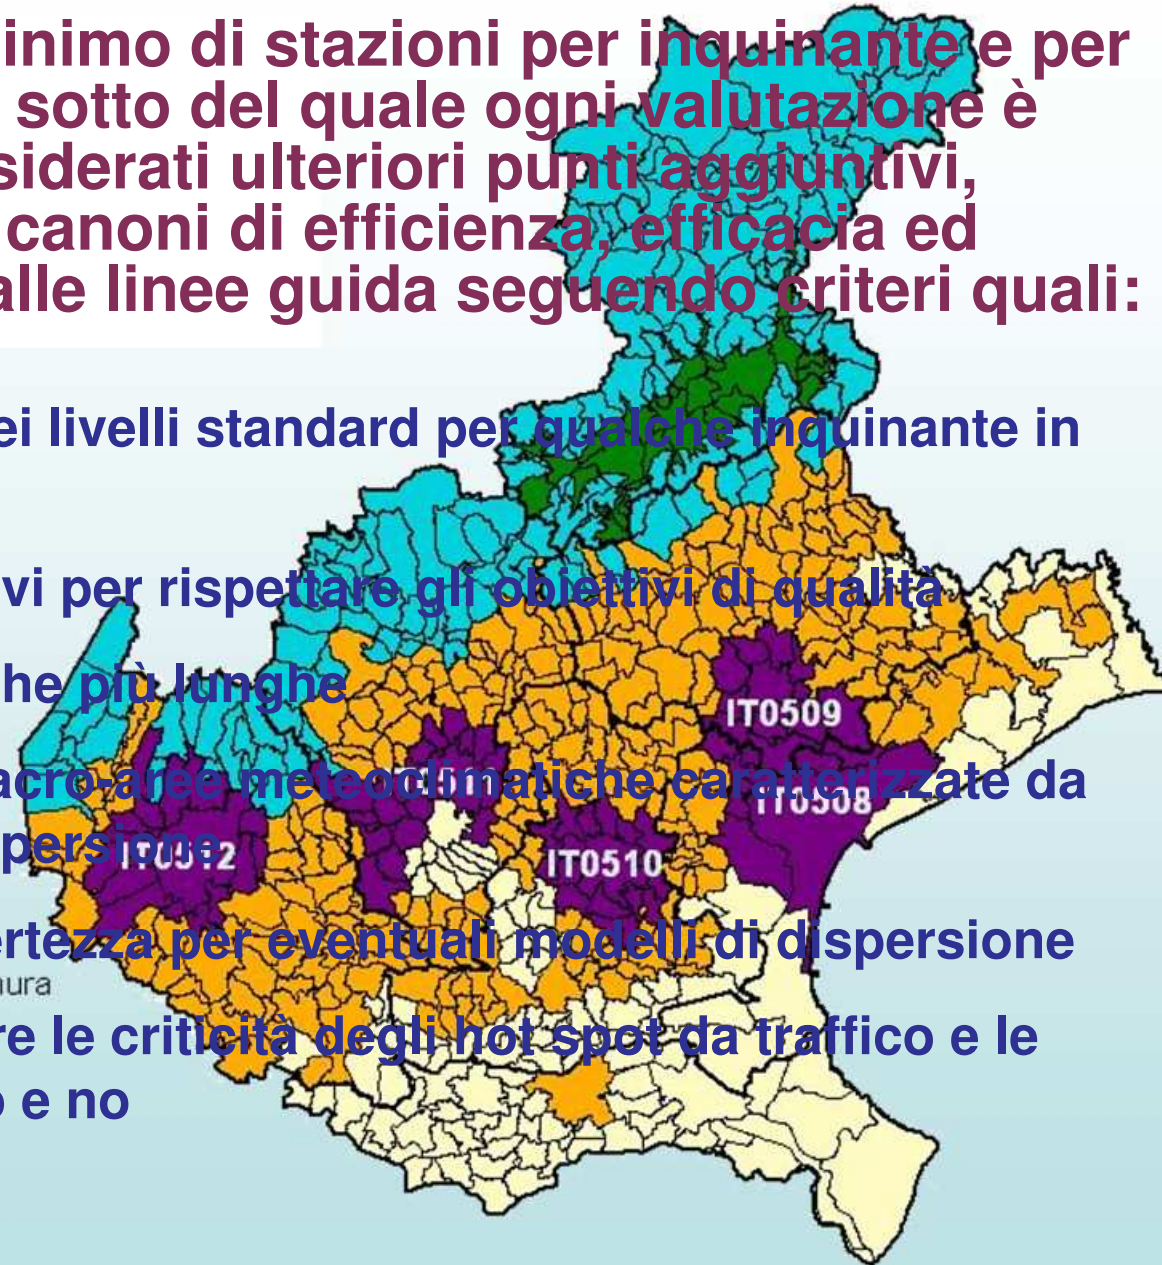 inimo di stazioni per inquinante e per
sotto del quale ogni valutazione è
siderati ulteriori punti aggiuntivi,
canoni di efficienza, efficacia ed
alle linee guida seguendo criteri quali:
ei livelli standard per qualche inquinante in
vi per rispettare gli obiettivi di qualità
he più lunghe
IT0509
acro-aree meteoclimatiche caratterizzate da
IT0508
persione
IT0512
IT0510
ertezza per eventuali modelli di dispersione
ura
re le criticità degli hot spot da traffico e le
o e no